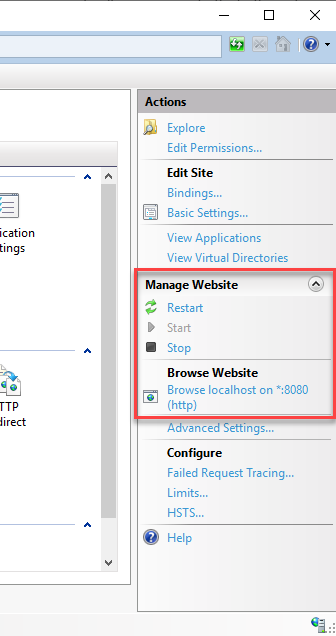 Actions
Explore
Edit Permissions...
Edit Site
Bindings...
Basic Settings...
View Applications
View Virtual Directories
Manage Website
Restart
Start
Stop
Browse Website
Browse localhost on *:8080
(http)
Advanced Settings...
Configure
Failed Request Tracing...
Limits...
HSTS...
Help
ication
tings
TTP
direct